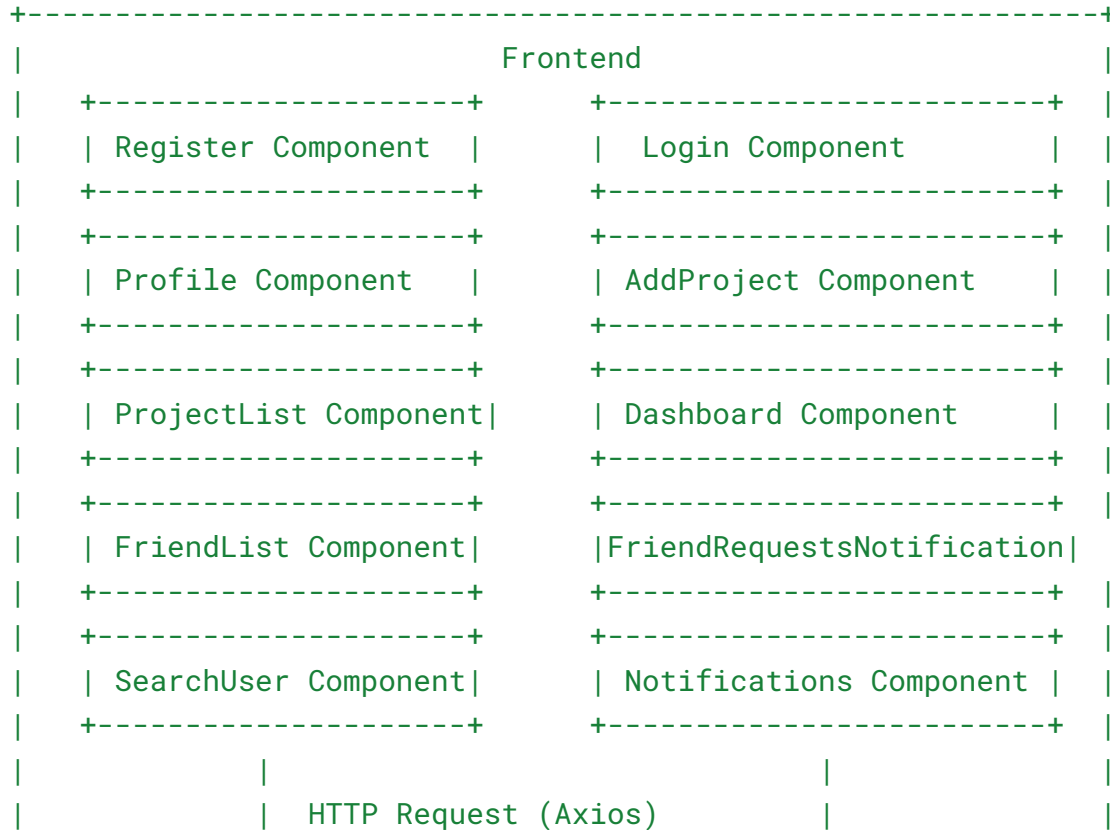 +--------------------------------------------------------------+
|                           Frontend                           |
|   +----------------------+      +--------------------------+  |
|   | Register Component  |      |  Login Component        |  |
|   +----------------------+      +--------------------------+  |
|   +----------------------+      +--------------------------+  |
|   | Profile Component   |      | AddProject Component    |  |
|   +----------------------+      +--------------------------+  |
|   +----------------------+      +--------------------------+  |
|   | ProjectList Component|      | Dashboard Component     |  |
|   +----------------------+      +--------------------------+  |
|   +----------------------+      +--------------------------+  |
|   | FriendList Component|      |FriendRequestsNotification|
|   +----------------------+      +--------------------------+  |
|   +----------------------+      +--------------------------+  |
|   | SearchUser Component|      | Notifications Component |  |
|   +----------------------+      +--------------------------+  |
|             |                               |               |
|             |  HTTP Request (Axios)         |               |